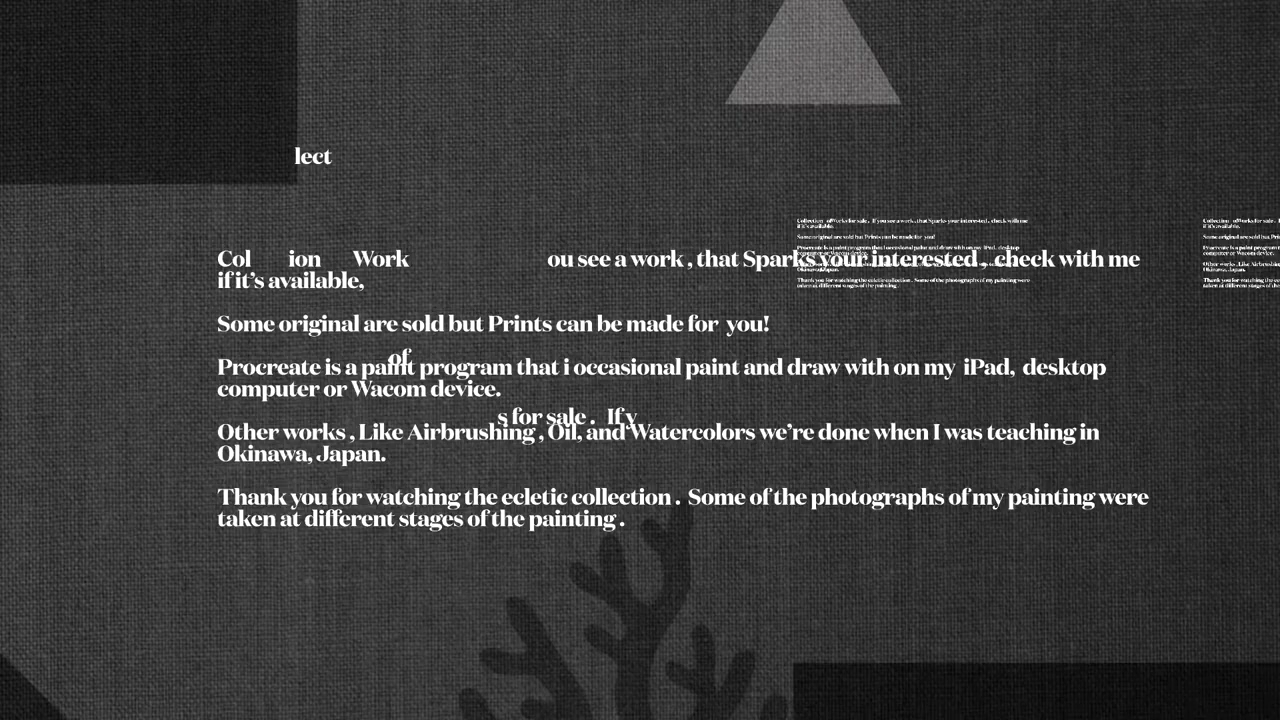 lect
Col ion Work ou see a work , that Sparks your interested , check with me
if it’s available,
Some original are sold but Prints can be made for you!
of
Procreate is a paint program that i occasional paint and draw with on my iPad, desktop
computer or Wacom device.
s for sale . If y
Other works , Like Airbrushing , Oil, and Watercolors we’re done when I was teaching in
Okinawa, Japan.
Thank you for watching the ecletic collection . Some of the photographs of my painting were
taken at different stages of the painting .